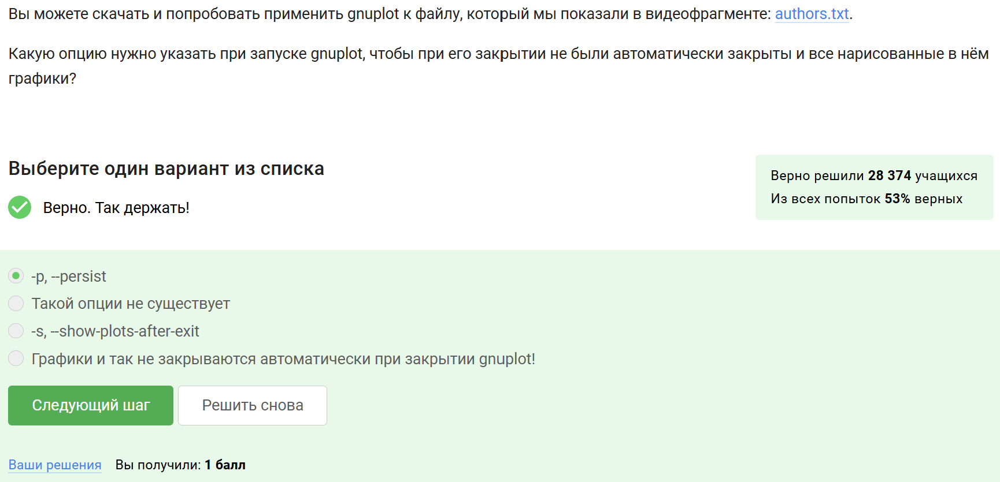 Вы можете скачать и попробовать применить gnuplot к файлу, который мы показали в видеофрагменте: authors.txt.
Какую опцию нужно указать при запуске gnuplot, чтобы при его закрытии не были автоматически закрыты и все нарисованные в нём
графики?
Выберите один вариант из списка
Верно. Так держать!
Верно решили 28 374 учащихся
Из всех попыток 53% верных
-p, --persist
Такой опции не существует
-s, --show-plots-after-exit
Графики и так не закрываются автоматически при закрытии gnuplot!
Следующий шаг
Решить снова
Ваши решения
Вы получили: 1 балл